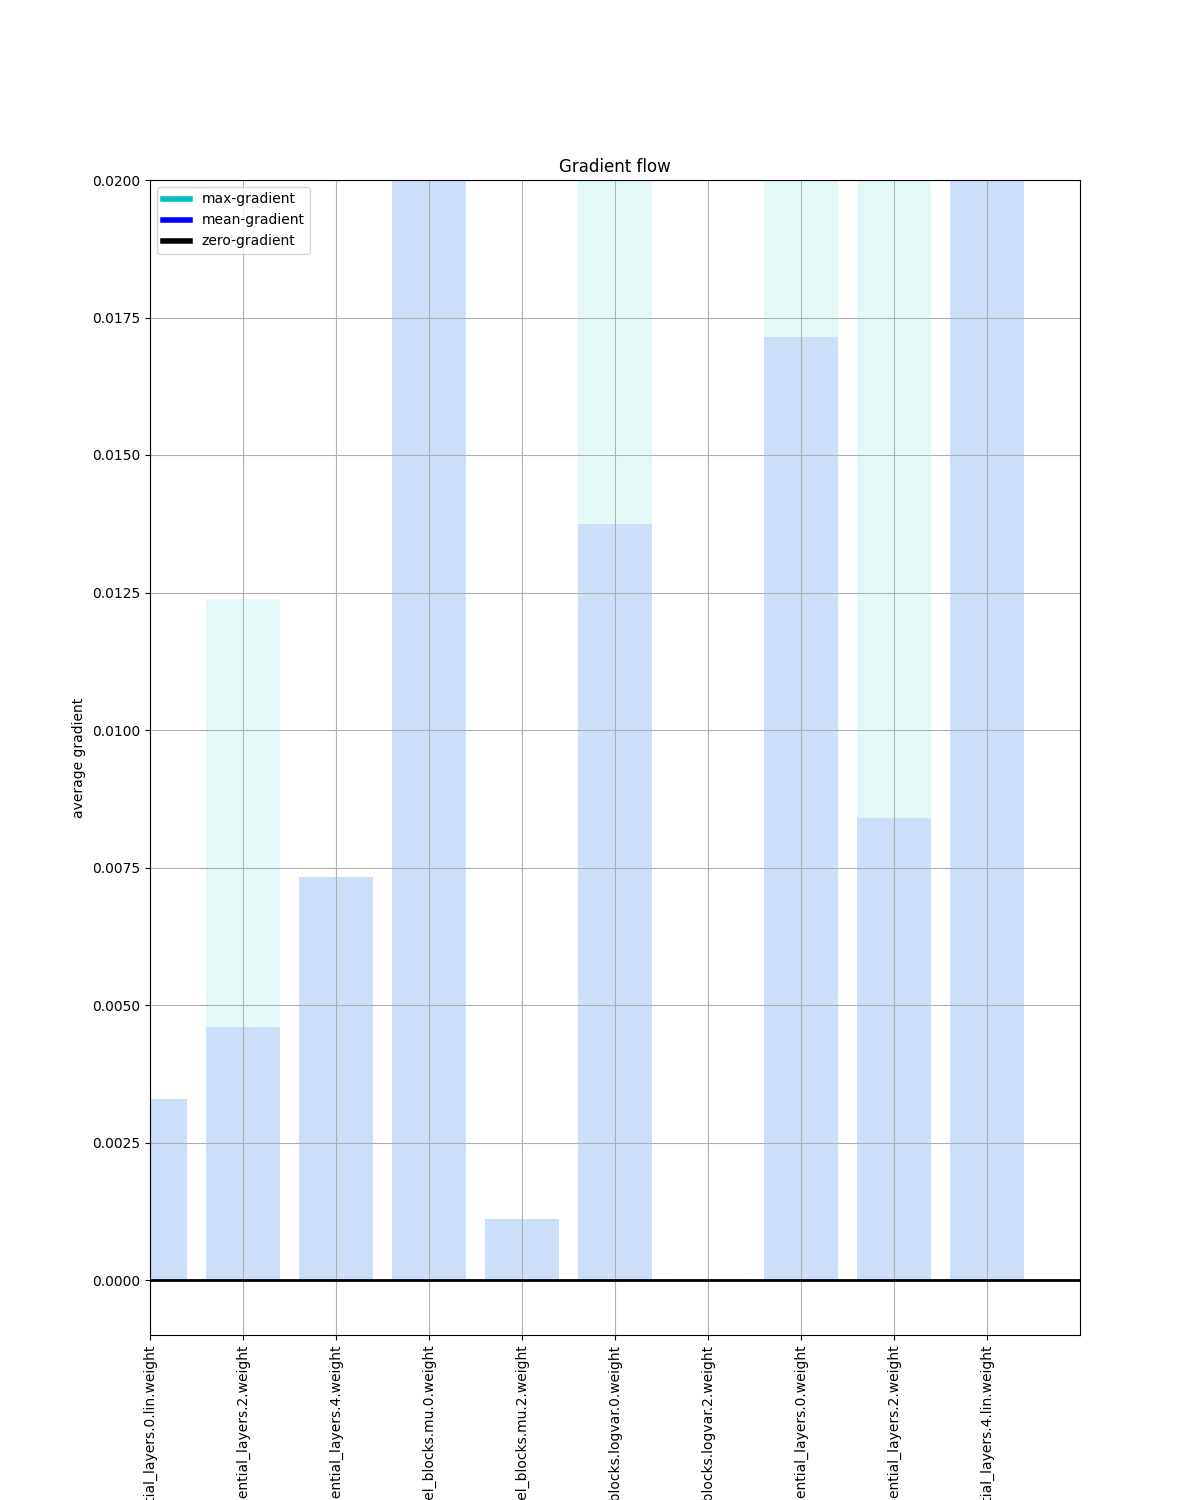 Gradient flow
max-gradient
mean-gradient
zero-gradient
0.0200
0.0175
0.0150
0.0125
0.0100
0.0075
0.0050
0.0025
0.0000
average gradient
tial_layers.0.lin.weight
ential_layers.2.weight
ential_layers.4.weight
el_blocks.mu.0.weight
el_blocks.mu.2.weight
blocks.logvar.0.weight
blocks.logvar.2.weight
ential_layers.0.weight
ential_layers.2.weight
tial_layers.4.lin.weight